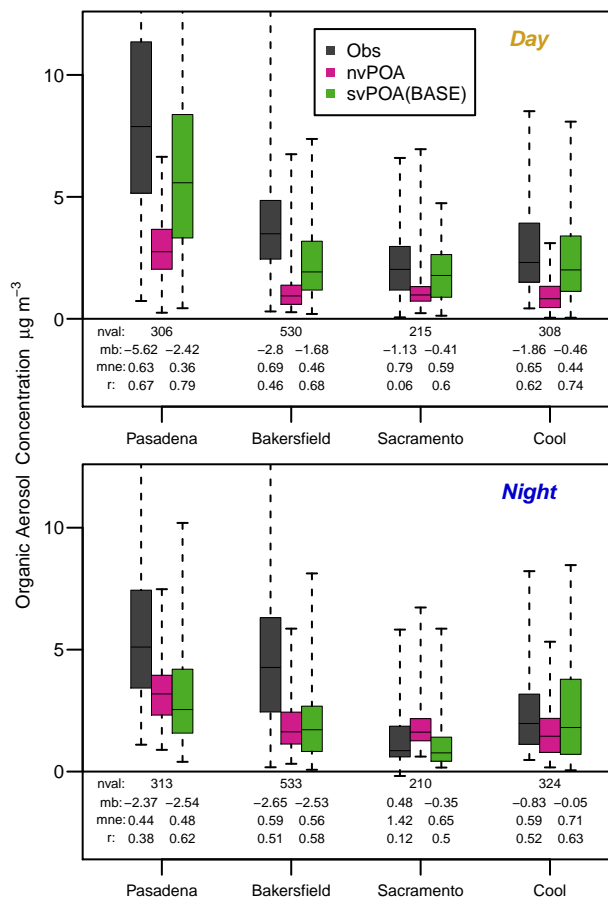 Organic Aerosol Concentration µg m−3
Day
Obs
nvPOA
svPOA(BASE)
10
5
0
nval: 306 530 215 308
mb: −5.62 −2.42 −2.8 −1.68 −1.13 −0.41 −1.86 −0.46
mne: 0.63 0.36 0.69 0.46 0.79 0.59 0.65 0.44
r: 0.67 0.79 0.46 0.68 0.06 0.6 0.62 0.74
Pasadena Bakersfield Sacramento Cool
Night
10
5
0
nval: 313 533 210 324
mb: −2.37 −2.54 −2.65 −2.53 0.48 −0.35 −0.83 −0.05
mne: 0.44 0.48 0.59 0.56 1.42 0.65 0.59 0.71
r: 0.38 0.62 0.51 0.58 0.12 0.5 0.52 0.63
Pasadena Bakersfield Sacramento Cool